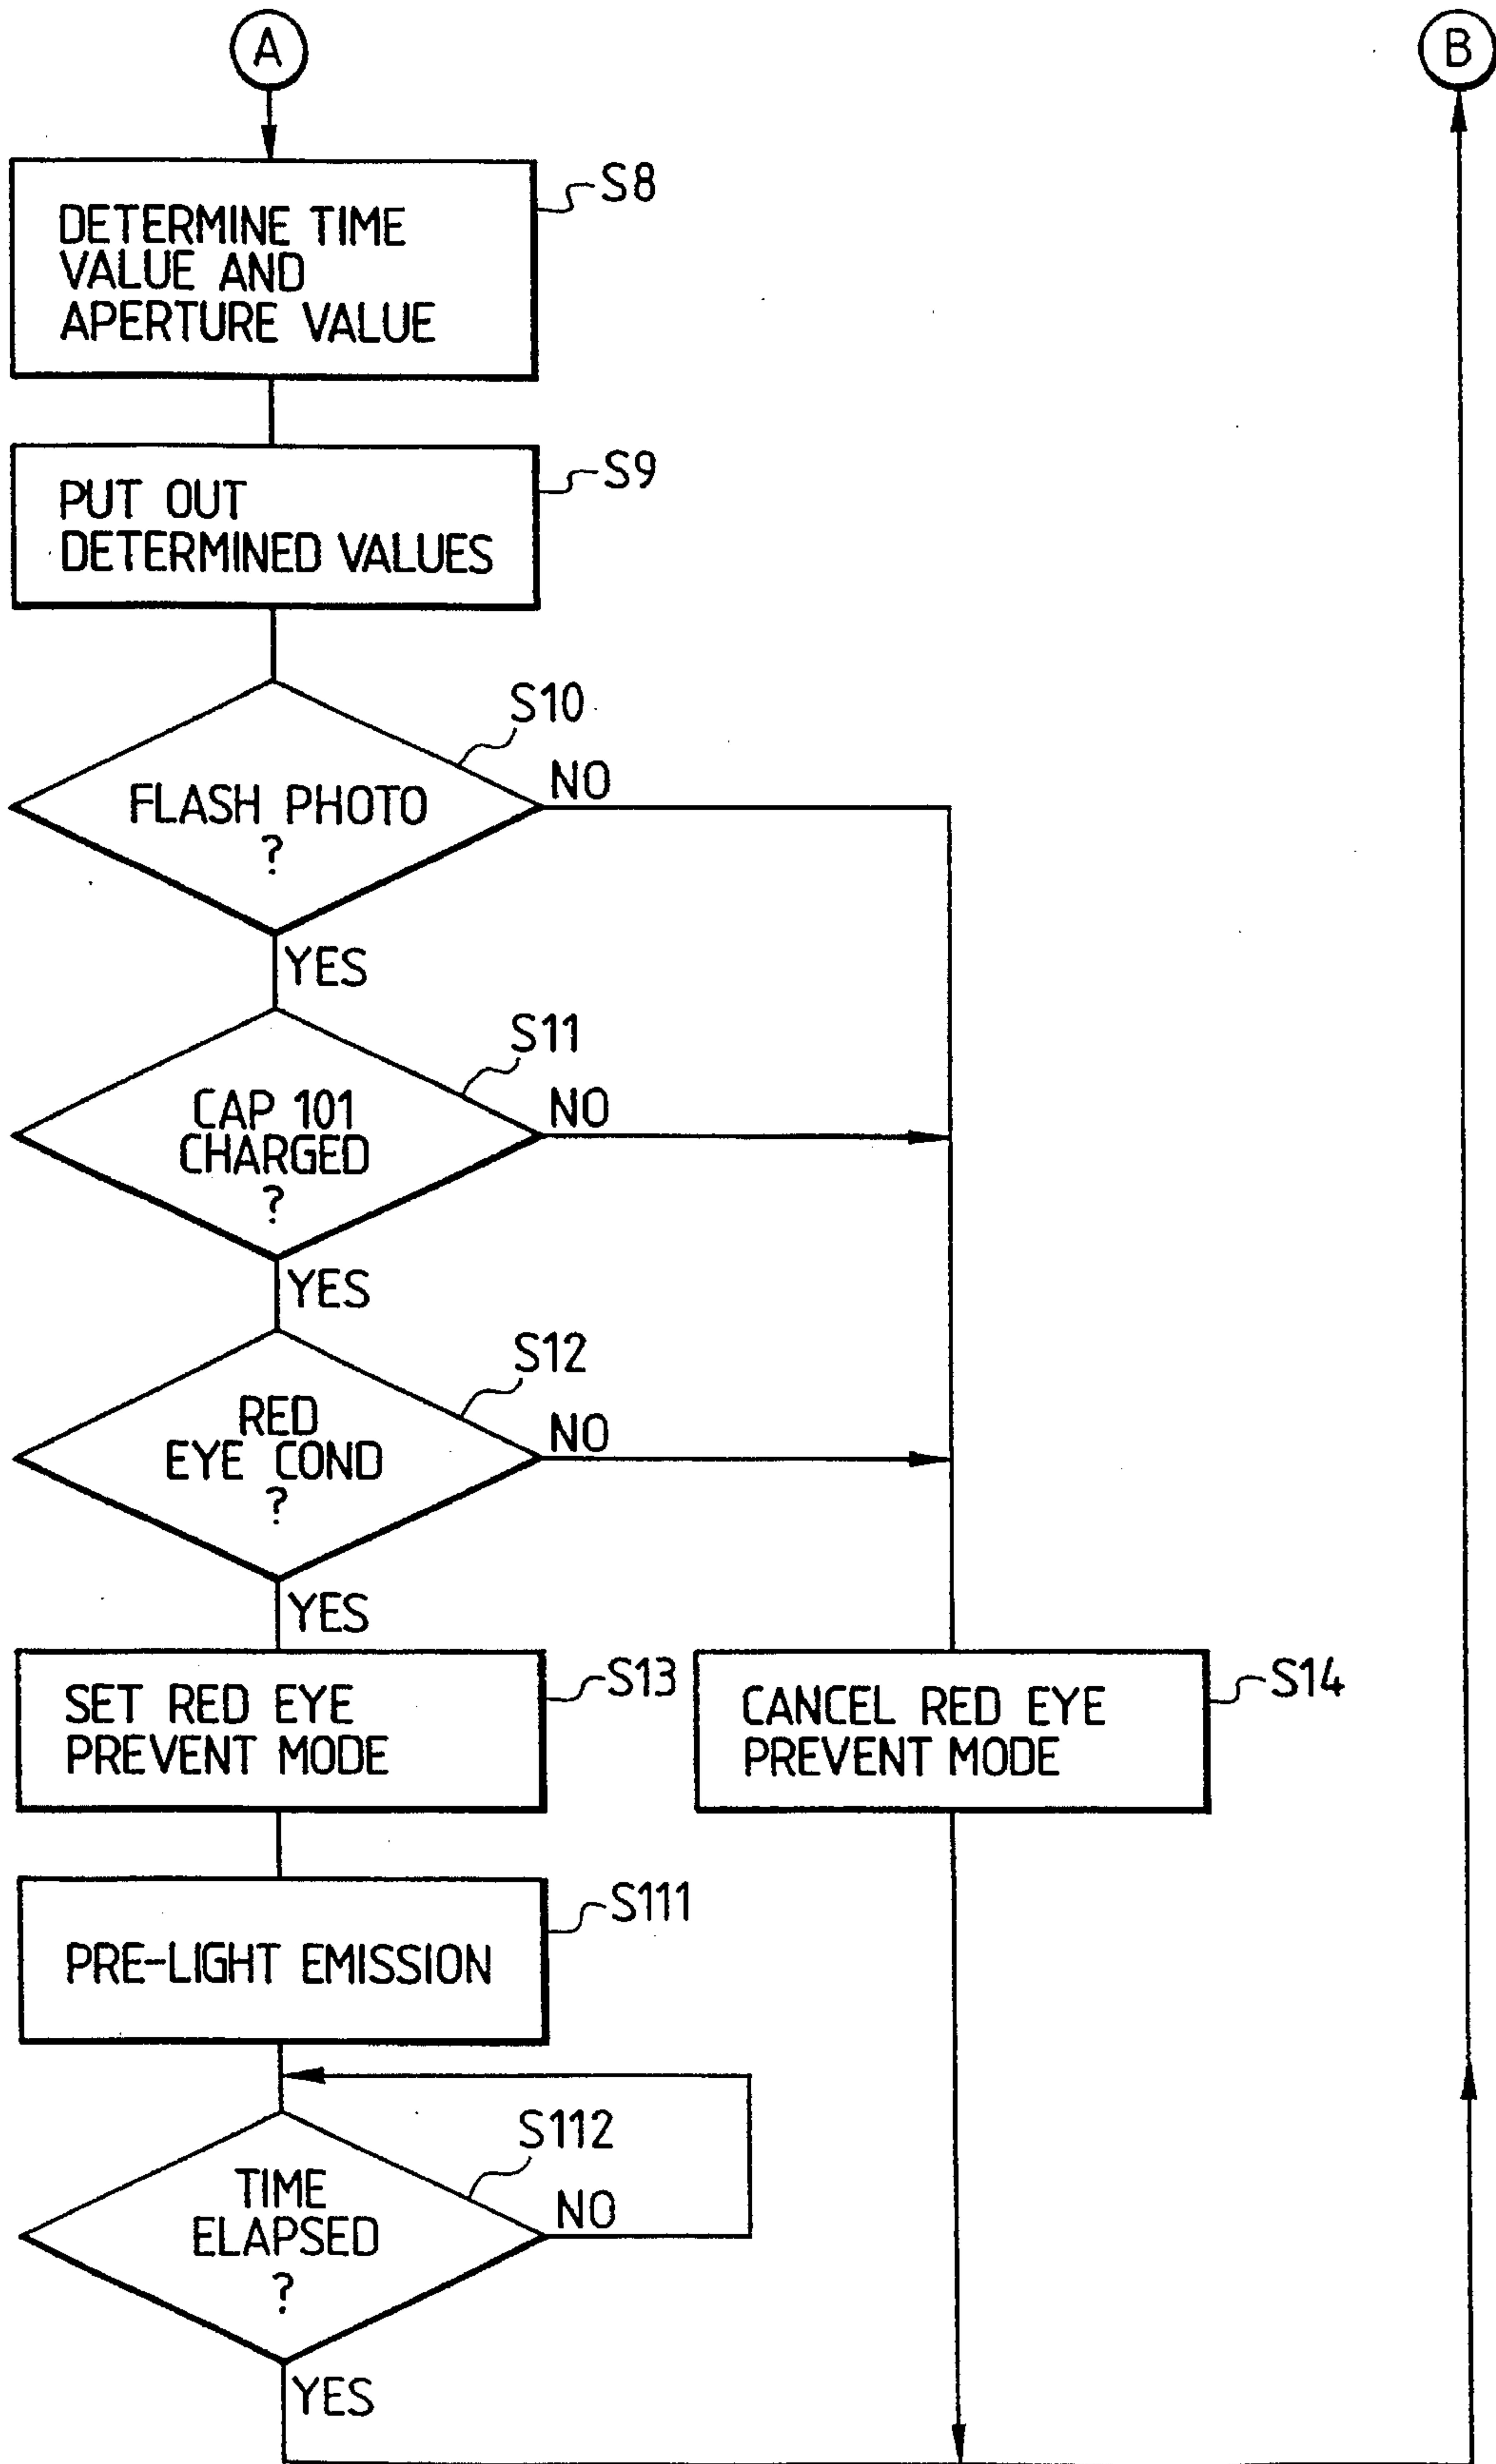 A
B
S8
DETERMINE TIME
VALUE AND
APERTURE VALUE
S9
PUT OUT
DETERMINED VALUES
S10
FLASH PHOTO
?
NO
YES
S11
CAP 101
CHARGED
?
NO
YES
S12
RED
EYE COND
?
NO
YES
S13
SET RED EYE
PREVENT MODE
S14
CANCEL RED EYE
PREVENT MODE
S111
PRE-LIGHT EMISSION
S112
TIME
ELAPSED
?
NO
YES